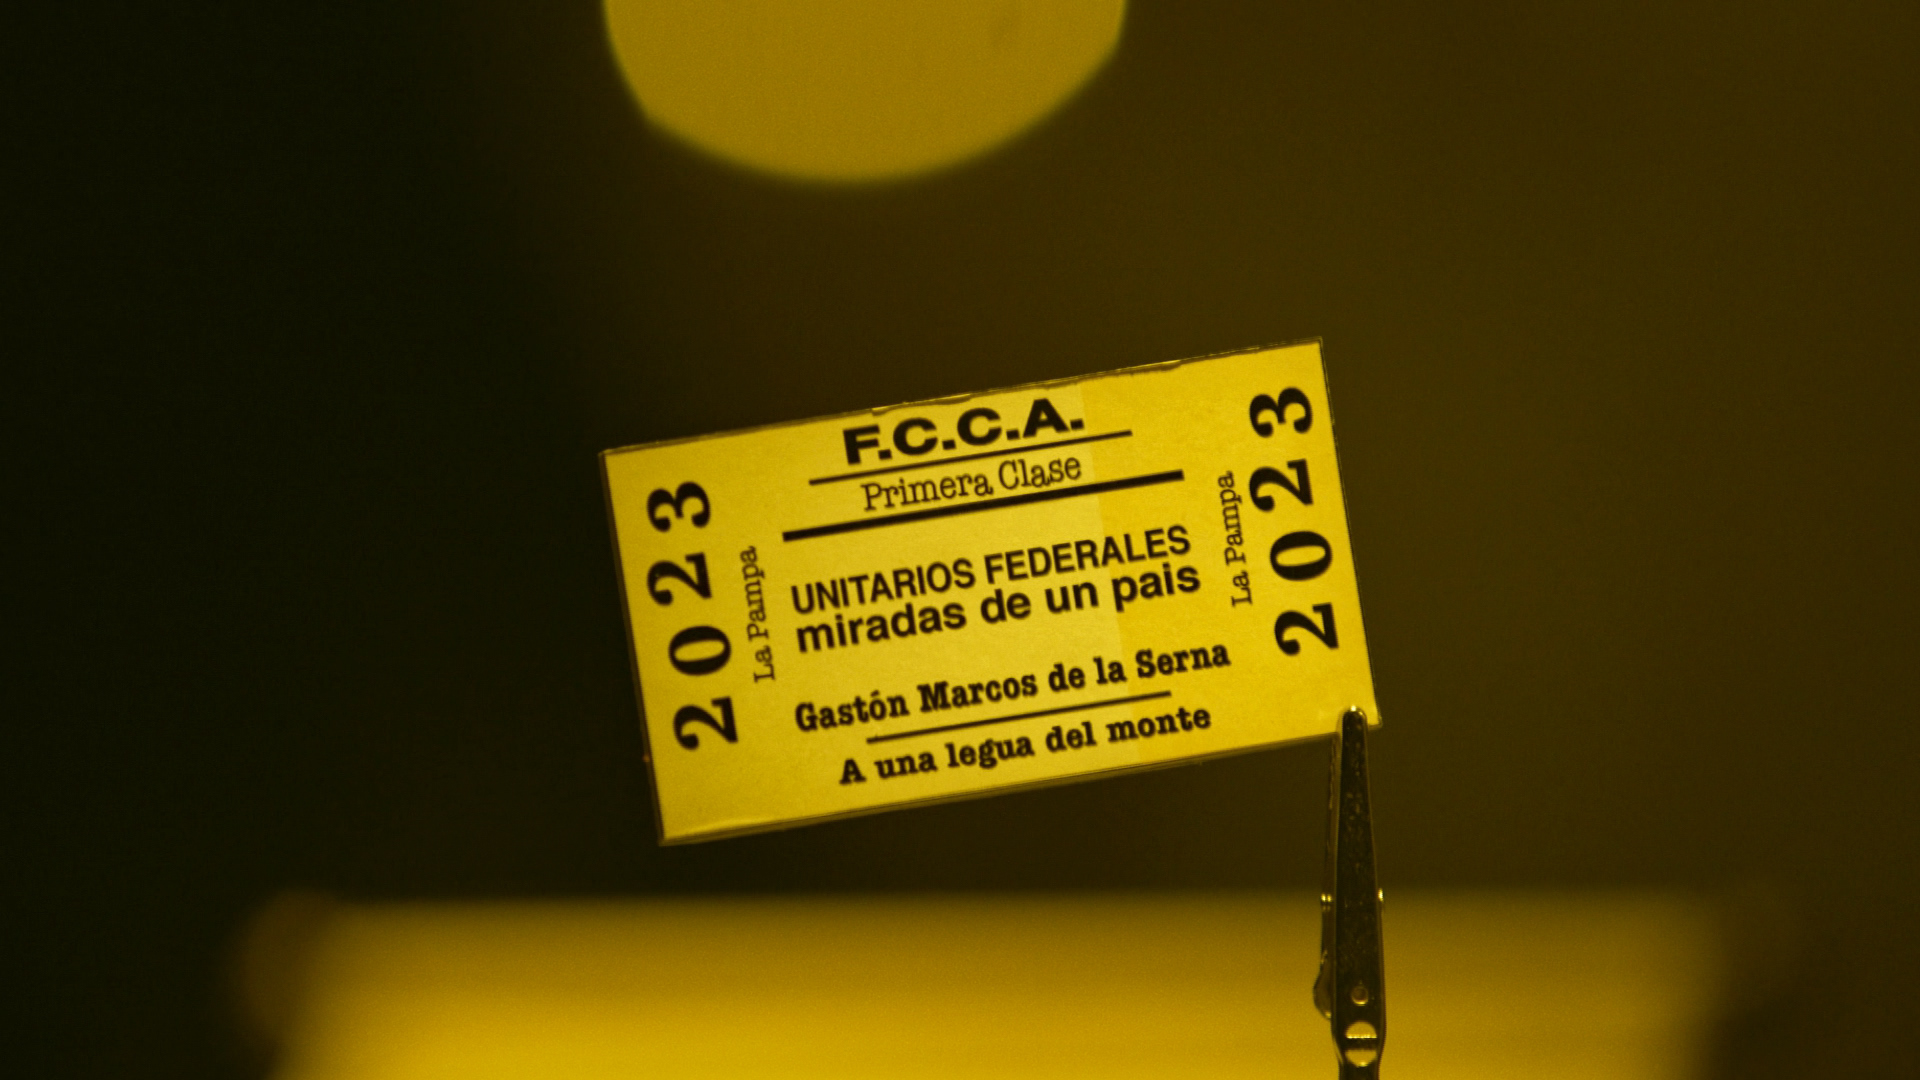 F.C.C.A.
Primera Clase
UNITARIOS FEDERALES
miradas de un pais
Gastón Marcos de la Serna
A una legua del monte
2023
La Pampa
La Pampa
2023